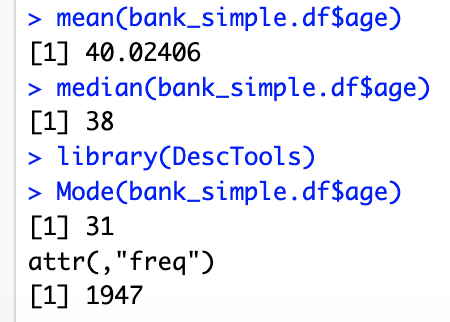 > mean(bank_simple.df$age)
[1] 40.02406
> median(bank_simple.df$age)
[1] 38
> library(DescTools)
> Mode(bank_simple.df$age)
[1] 31
attr(,"freq")
[1] 1947